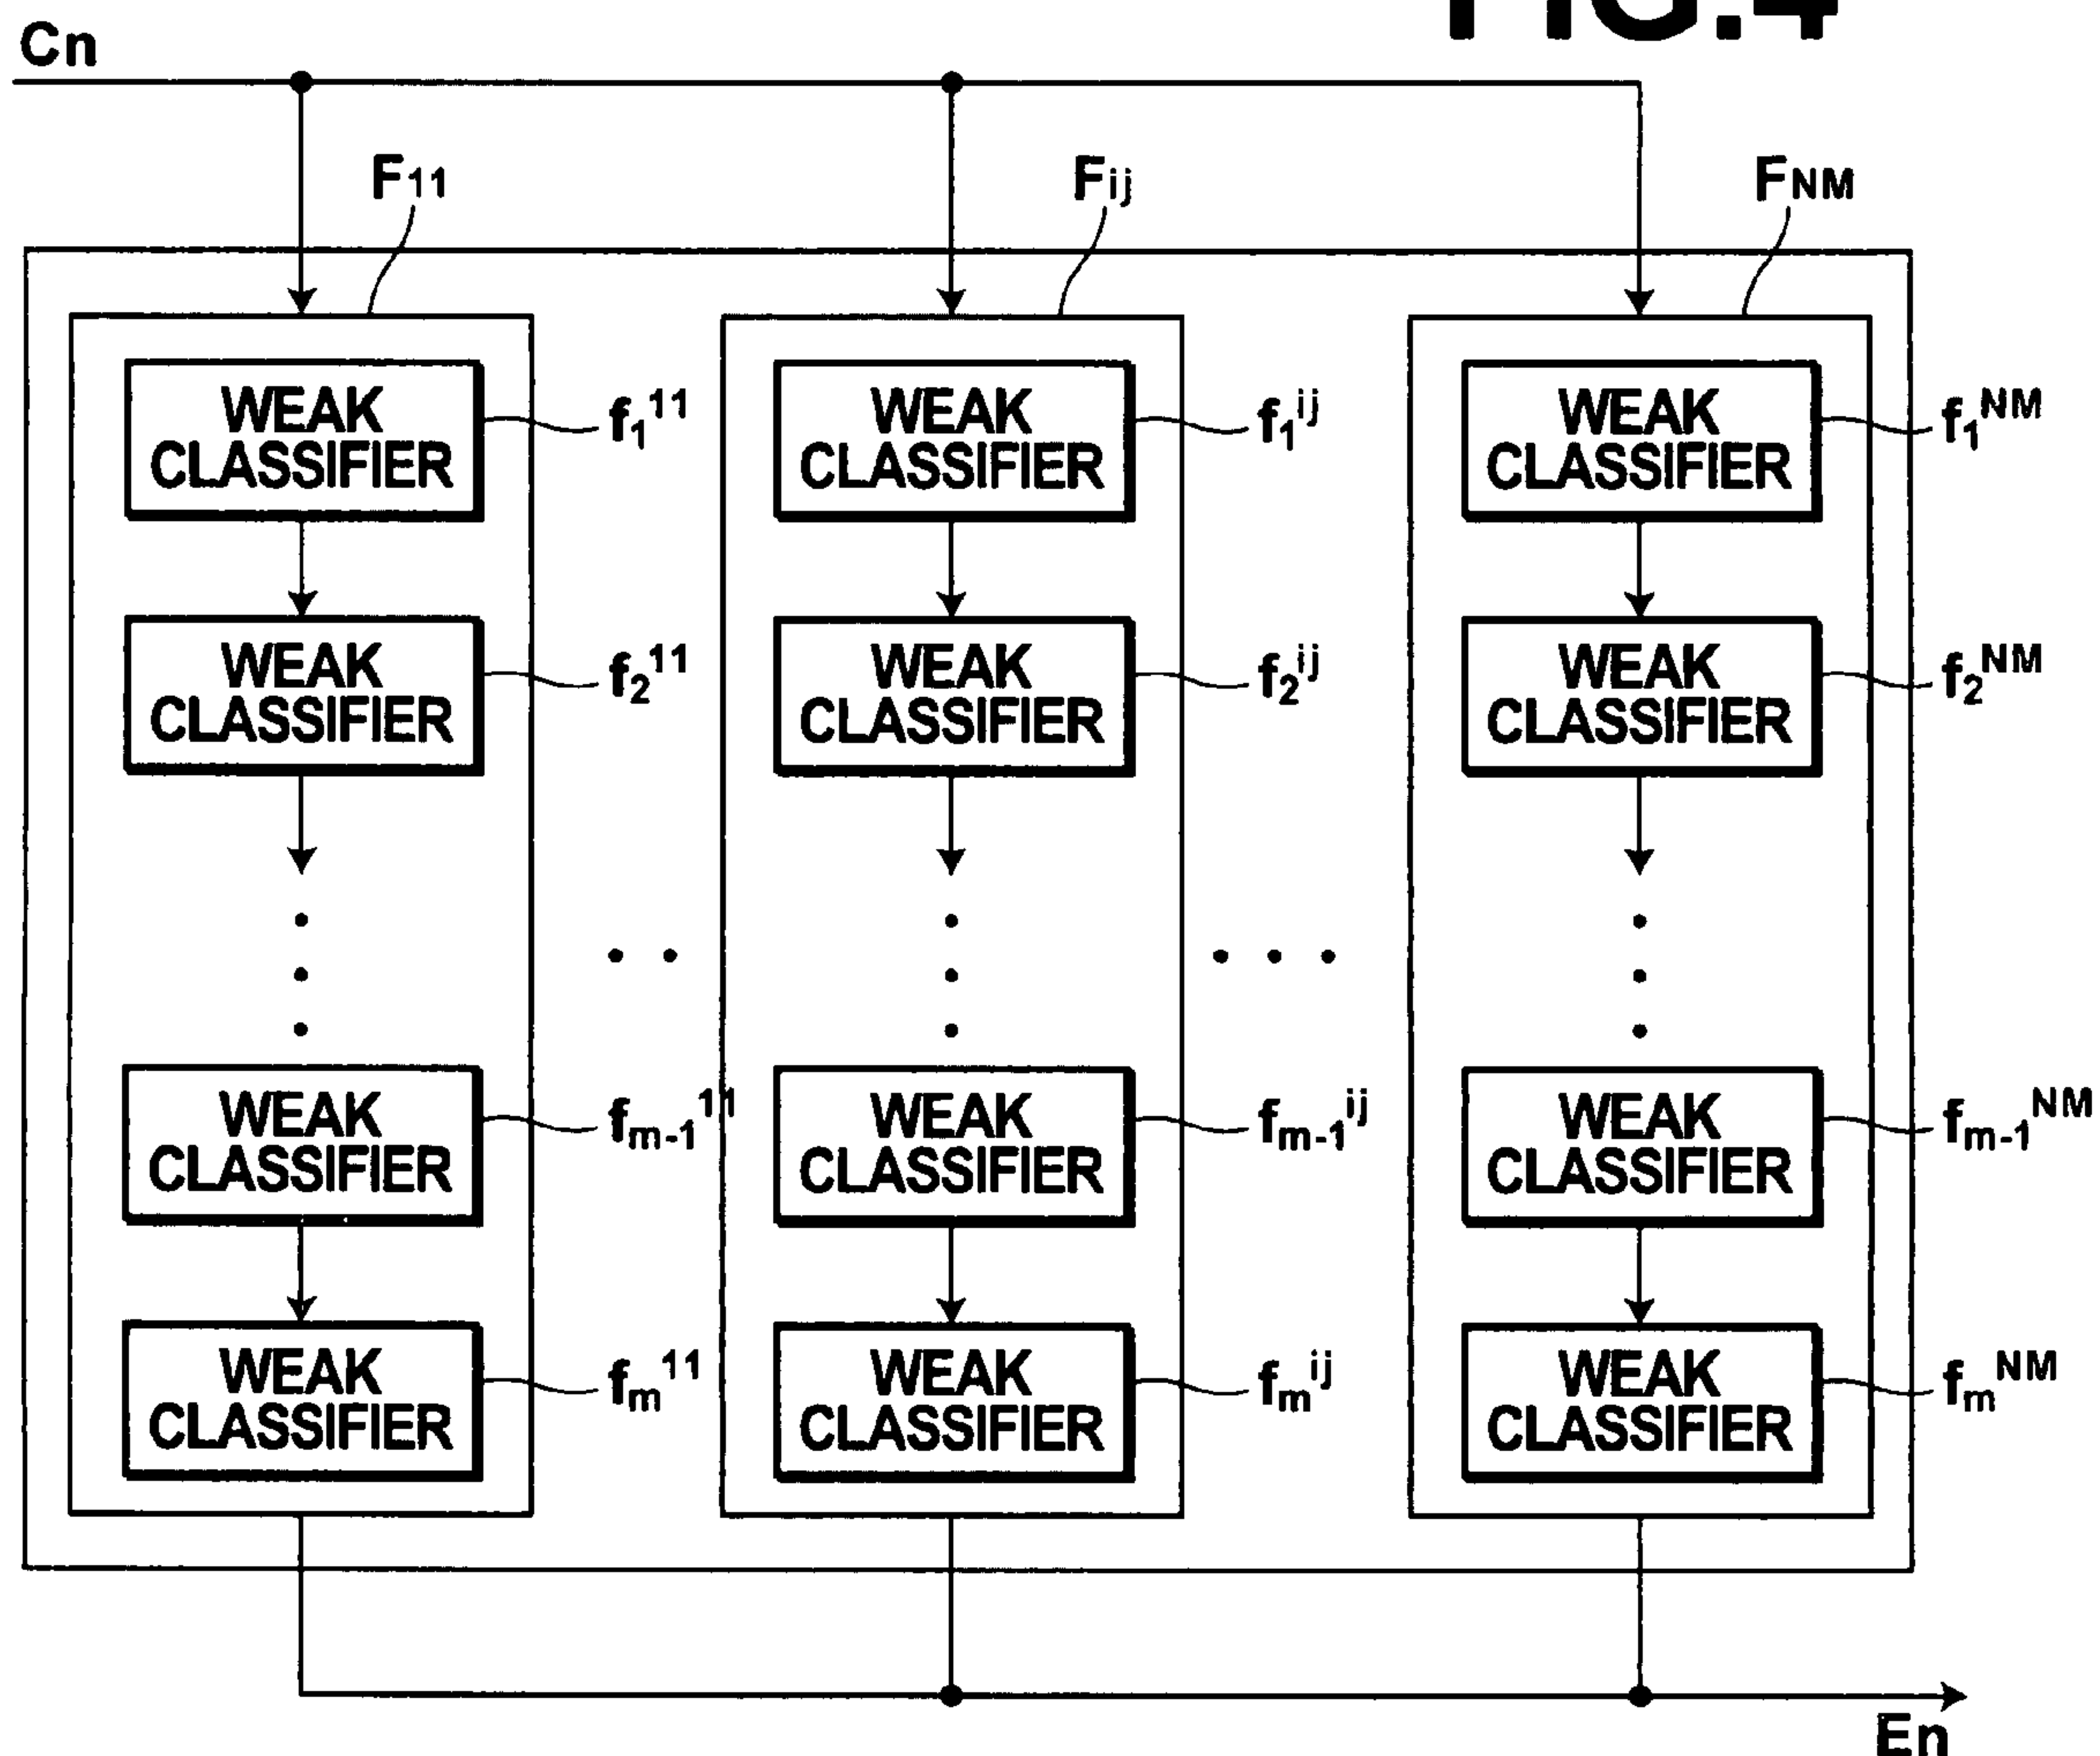 FIG.4
Cn
F11 Fij FNM
WEAK CLASSIFIER f1^11 WEAK CLASSIFIER f1^ij WEAK CLASSIFIER f1^NM
WEAK CLASSIFIER f2^11 WEAK CLASSIFIER f2^ij WEAK CLASSIFIER f2^NM
WEAK CLASSIFIER fm-1^11 WEAK CLASSIFIER fm-1^ij WEAK CLASSIFIER fm-1^NM
WEAK CLASSIFIER fm^11 WEAK CLASSIFIER fm^ij WEAK CLASSIFIER fm^NM
En